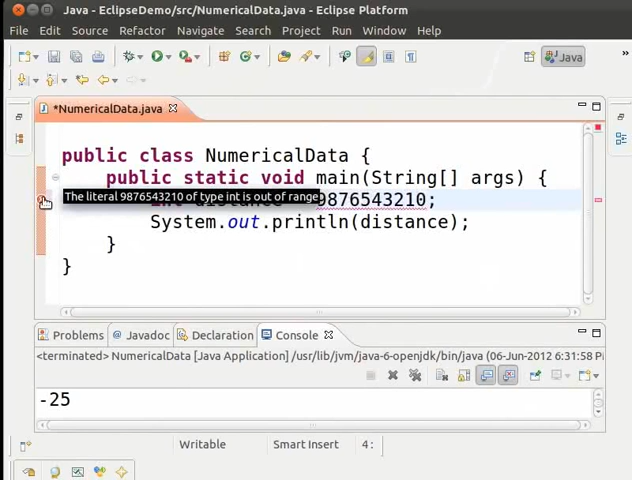 Java - EclipseDemo/src/NumericalData.java - Eclipse Platform
File Edit Source Refactor Navigate Search Project Run Window Help
Java
*NumericalData.java
public class NumericalData {
public static void main(String[] args) {
The literal 9876543210 of type int is out of range
9876543210;
System.out.println(distance);
}
}
Problems Javadoc Declaration Console
<terminated> NumericalData [Java Application] /usr/lib/jvm/java-6-openjdk/bin/java (06-Jun-2012 6:31:58
-25
Writable Smart Insert 4: